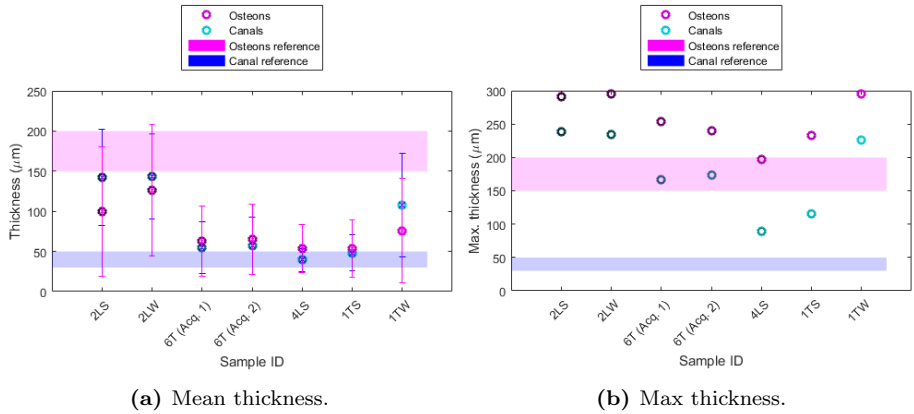 Osteons
Canals
Osteons reference
Canal reference
250
200
150
100
50
0
Thickness (μm)
2LS
2LW
6T (Acq. 1)
6T (Acq. 2)
4LS
1TS
1TW
Sample ID
(a) Mean thickness.
Osteons
Canals
Osteons reference
Canal reference
300
250
200
150
100
50
0
Max. thickness (μm)
2LS
2LW
6T (Acq. 1)
6T (Acq. 2)
4LS
1TS
1TW
Sample ID
(b) Max thickness.